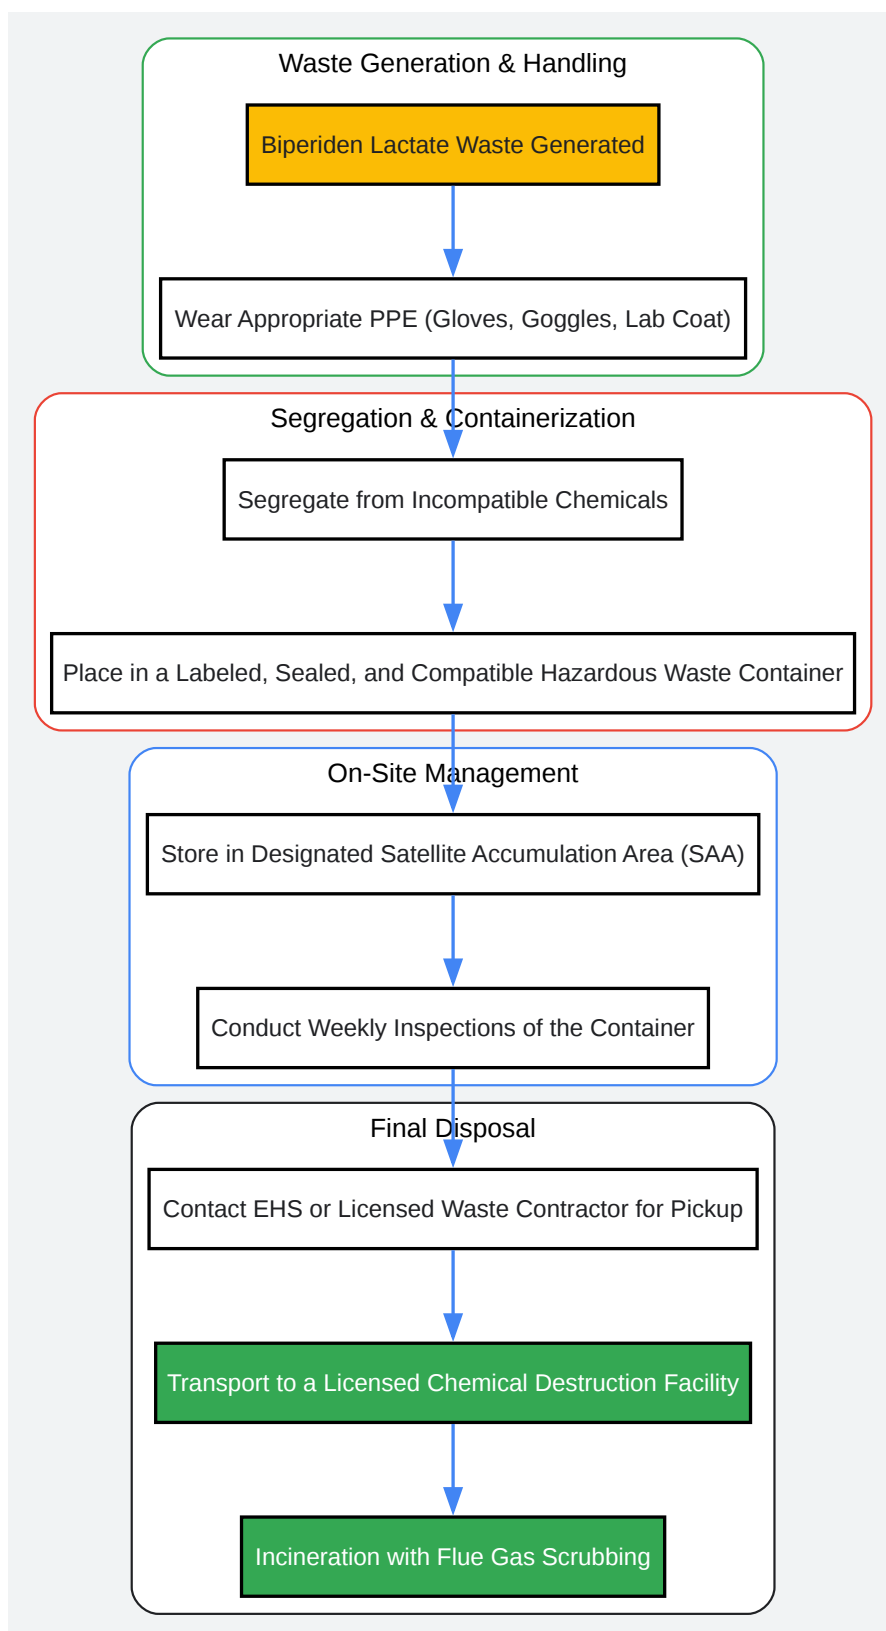 Waste Generation & Handling
Biperiden Lactate Waste Generated
Wear Appropriate PPE (Gloves, Goggles, Lab Coat)
Segregation & Containerization
Segregate from Incompatible Chemicals
Place in a Labeled, Sealed, and Compatible Hazardous Waste Container
On-Site Management
Store in Designated Satellite Accumulation Area (SAA)
Conduct Weekly Inspections of the Container
Final Disposal
Contact EHS or Licensed Waste Contractor for Pickup
Transport to a Licensed Chemical Destruction Facility
Incineration with Flue Gas Scrubbing